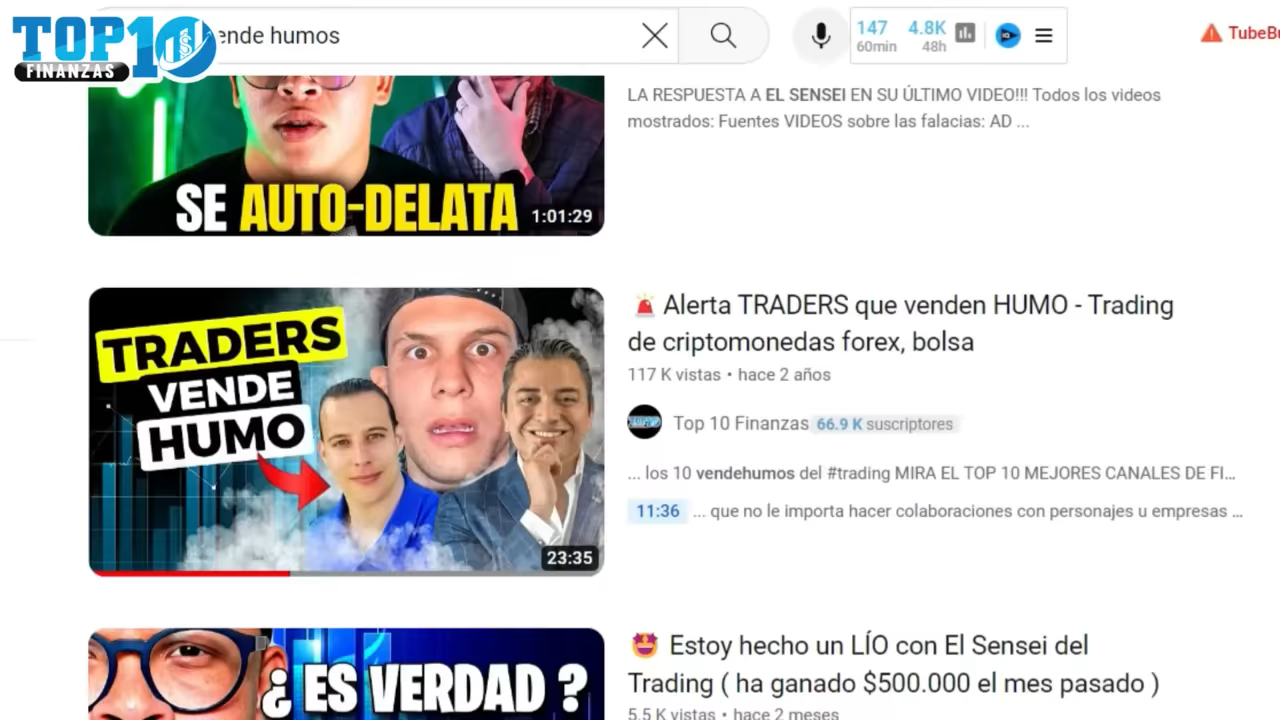 TOP10
FINANZAS
ende humos
147
60min
4.8K
48h
TubeBu
LA RESPUESTA A EL SENSEI EN SU ÚLTIMO VIDEO!!! Todos los videos
mostrados: Fuentes VIDEOS sobre las falacias: AD ...
SE AUTO-DELATA
1:01:29
TRADERS
VENDE
HUMO
23:35
🚨 Alerta TRADERS que venden HUMO - Trading
de criptomonedas forex, bolsa
117 K vistas • hace 2 años
Top 10 Finanzas 66.9 K suscriptores
... los 10 vendehumos del #trading MIRA EL TOP 10 MEJORES CANALES DE FI...
11:36 ... que no le importa hacer colaboraciones con personajes u empresas ...
¿ ES VERDAD ?
🤩 Estoy hecho un LÍO con El Sensei del
Trading ( ha ganado $500.000 el mes pasado )
5.5 K vistas • hace 2 meses